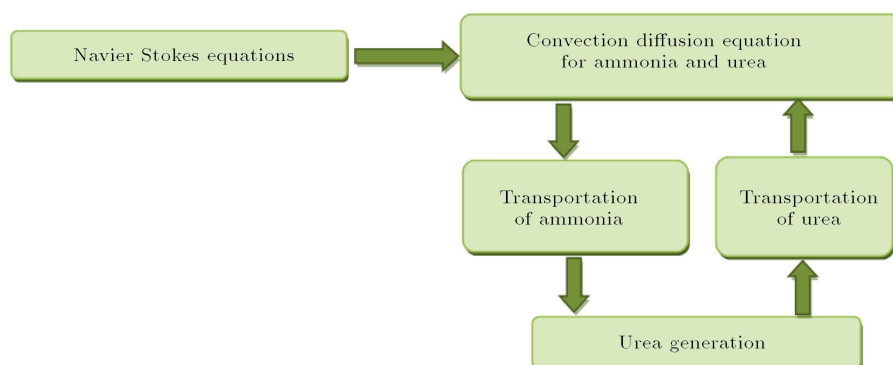 Navier Stokes equations
Convection diffusion equation
for ammonia and urea
Transportation
of ammonia
Transportation
of urea
Urea generation